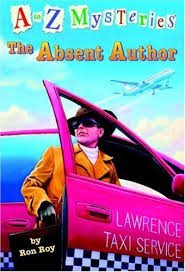 A to Z Mysteries
The Absent Author
by
Ron Roy
LAWRENCE
TAXI SERVICE